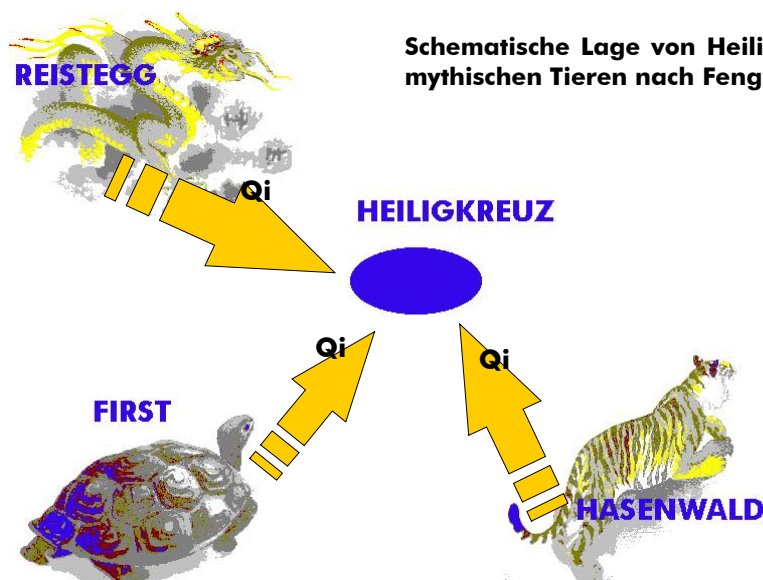 Schematische Lage von Heili
mythischen Tieren nach Feng
REISTEGG
Qi
HEILIGKREUZ
Qi
Qi
FIRST
HASENWALD